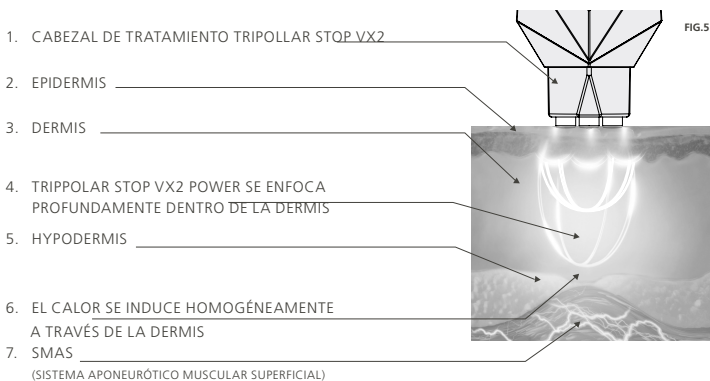 1. CABEZAL DE TRATAMIENTO TRIPOLLAR STOP VX2
FIG.5
2. EPIDERMIS
3. DERMIS
4. TRIPPOLAR STOP VX2 POWER SE ENFOCA
PROFUNDAMENTE DENTRO DE LA DERMIS
5. HYPODERMIS
6. EL CALOR SE INDUCE HOMOGÉNEAMENTE
A TRAVÉS DE LA DERMIS
7. SMAS
(SISTEMA APONEURÓTICO MUSCULAR SUPERFICIAL)